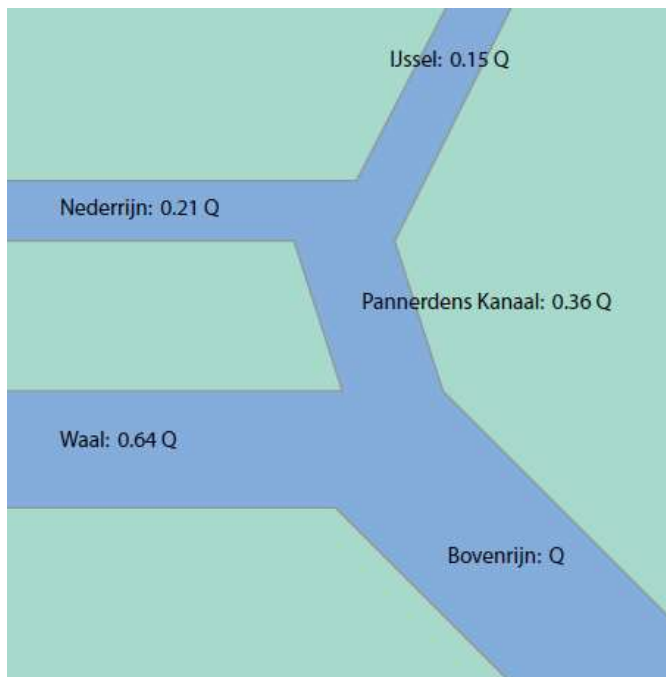 IJssel: 0.15 Q
Nederrijn: 0.21 Q
Pannerdens Kanaal: 0.36 Q
Waal: 0.64 Q
Bovenrijn: Q